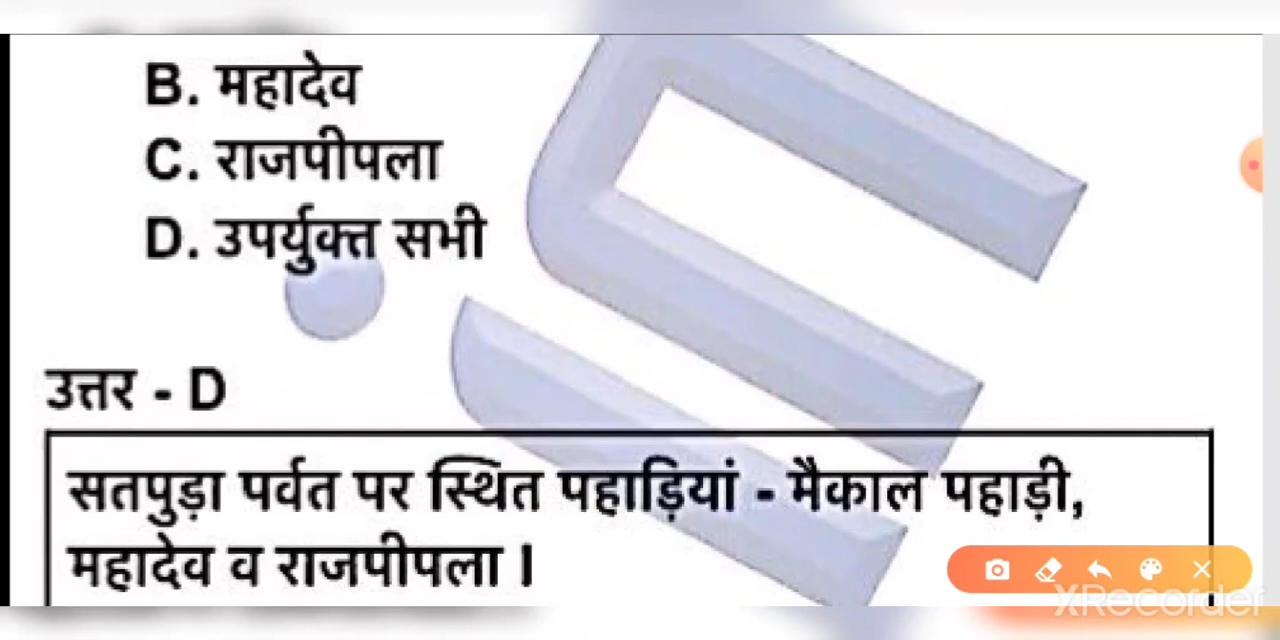 B. महादेव
C. राजपीपला
D. उपर्युक्त सभी
उत्तर - D
सतपुड़ा पर्वत पर स्थित पहाड़ियां - मैकाल पहाड़ी,
महादेव व राजपीपला ।
XRecorder